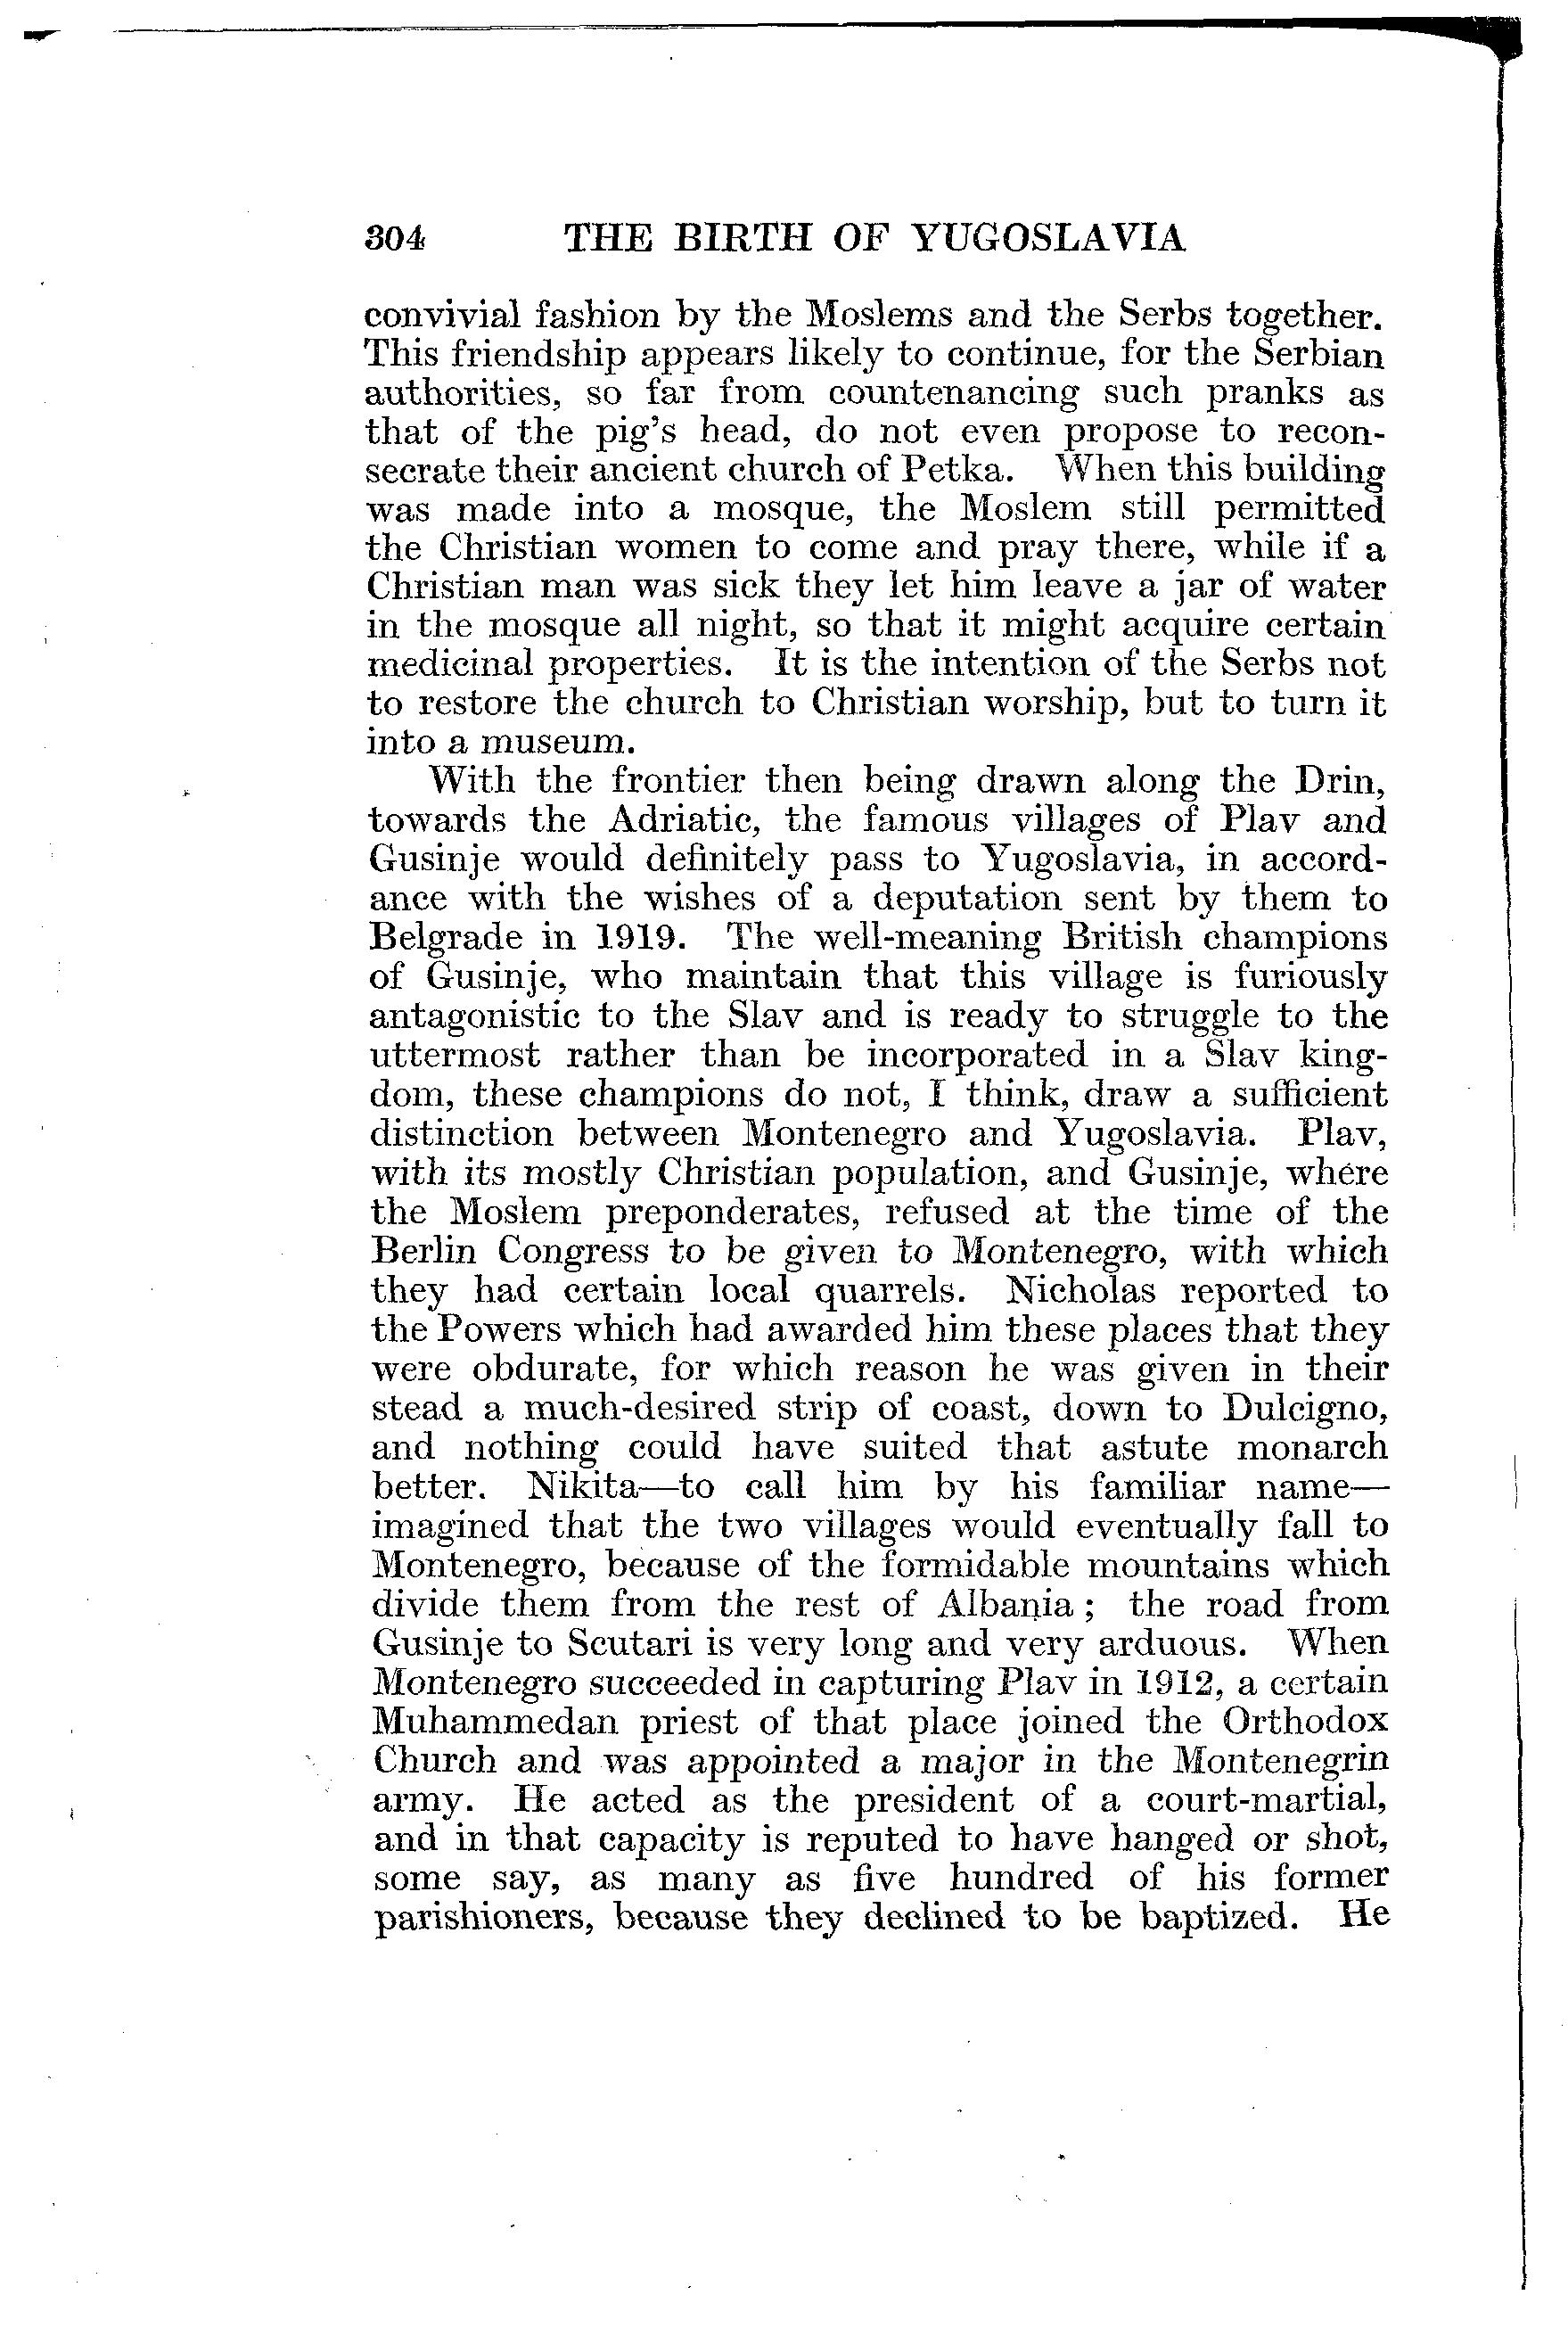 304 THE BIRTH OF YUGOSLAVIA
convivial fashion by the Moslems and the Serbs together.
This friendship appears likely to continue, for the Serbian
authorities, so far from countenancing such pranks as
that of the pig's head, do not even propose to recon-
secrate their ancient church of Petka. When this building
was made into a mosque, the Moslem still permitted
the Christian women to come and pray there, while if a
Christian man was sick they let him leave a jar of water
in the mosque all night, so that it might acquire certain
medicinal properties. It is the intention of the Serbs not
to restore the church to Christian worship, but to turn it
into a museum.
With the frontier then being drawn along the Drin,
towards the Adriatic, the famous villages of Plav and
Gusinje would definitely pass to Yugoslavia, in accord-
ance with the wishes of a deputation sent by them to
Belgrade in 1919. The well-meaning British champions
of Gusinje, who maintain that this village is furiously
antagonistic to the Slav and is ready to struggle to the
uttermost rather than be incorporated in a Slav king-
dom, these champions do not, I think, draw a sufficient
distinction between Montenegro and Yugoslavia. Plav,
with its mostly Christian population, and Gusinje, where
the Moslem preponderates, refused at the time of the
Berlin Congress to be given to Montenegro, with which
they had certain local quarrels. Nicholas reported to
the Powers which had awarded him these places that they
were obdurate, for which reason he was given in their
stead a much-desired strip of coast, down to Dulcigno,
and nothing could have suited that astute monarch
better. Nikita—to call him by his familiar name—
imagined that the two villages would eventually fall to
Montenegro, because of the formidable mountains which
divide them from the rest of Albania ; the road from
Gusinje to Scutari is very long and very arduous. When
Montenegro succeeded in capturing Plav in 1912, a certain
Muhammedan priest of that place joined the Orthodox
Church and was appointed a major in the Montenegrin
army. He acted as the president of a court-martial,
and in that capacity is reputed to have hanged or shot,
some say, as many as five hundred of his former
parishioners, because they declined to be baptized. He